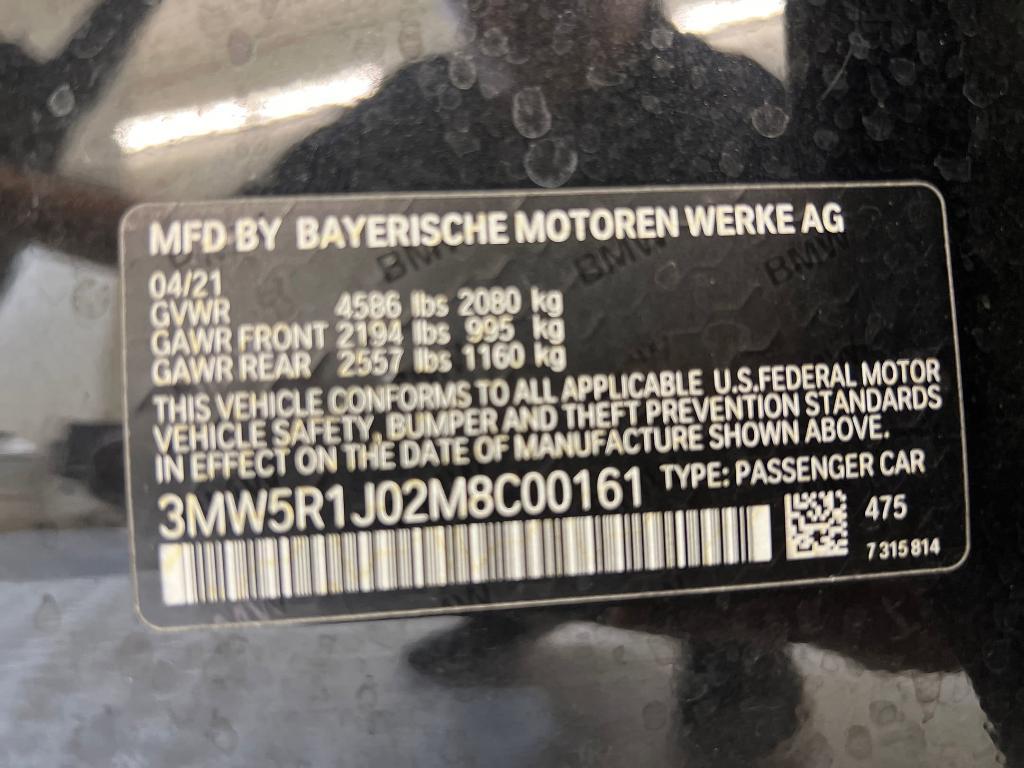 MFD BY BAYERISCHE MOTOREN WERKE AG
04/21
GVWR 4586 lbs 2080 kg
GAWR FRONT 2194 lbs 995 kg
GAWR REAR 2557 lbs 1160 kg
THIS VEHICLE CONFORMS TO ALL APPLICABLE U.S.FEDERAL MOTOR
VEHICLE SAFETY, BUMPER AND THEFT PREVENTION STANDARDS
IN EFFECT ON THE DATE OF MANUFACTURE SHOWN ABOVE.
3MW5R1J02M8C00161 TYPE: PASSENGER CAR
475
7 315 814